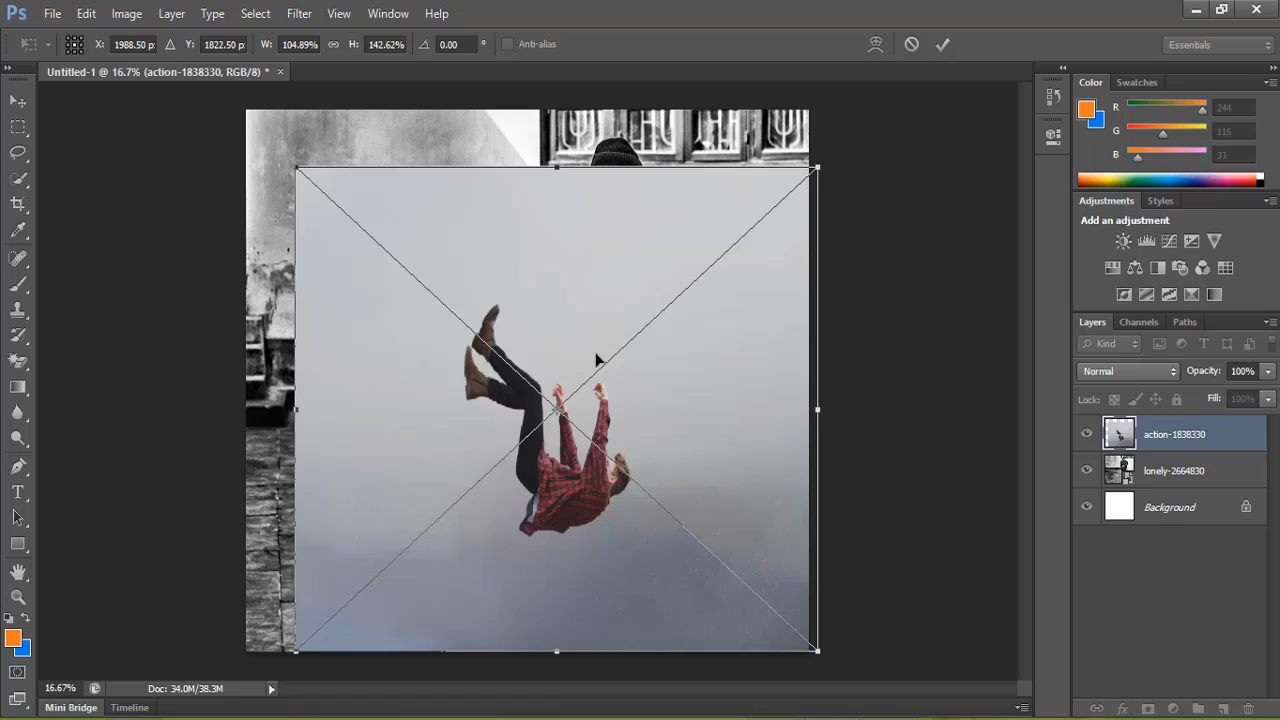 Ps File Edit Image Layer Type Select Filter View Window Help
X: 1988.50 p Y: 1822.50 p W: 104.89% H: 142.62% 0.00 ° Anti-alias Essentials
Untitled-1 @ 16.7% (action-1838330, RGB/8) * ×
Color Swatches
R 244
G 116
B 33
Adjustments Styles
Add an adjustment
Layers Channels Paths
Kind
Normal Opacity: 100%
Lock: Fill: 100%
action-1838330
lonely-2664830
Background
fx
16.67% Doc: 34.0M/38.3M
Mini Bridge Timeline